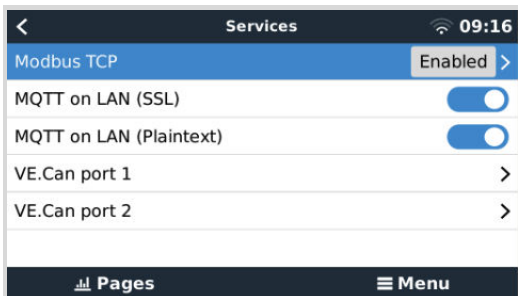 Services 09:16
Modbus TCP Enabled
MQTT on LAN (SSL)
MQTT on LAN (Plaintext)
VE.Can port 1
VE.Can port 2
Pages Menu